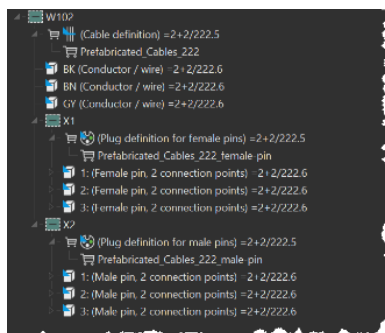 W102
(Cable definition) =2+2/222.5
Prefabricated_Cables_222
BK (Conductor / wire) =2+2/222.6
BN (Conductor / wire) =2+2/222.6
GY (Conductor / wire) =2+2/222.6
X1
(Plug definition for female pins) =2+2/222.5
Prefabricated_Cables_222_female-pin
1: (Female pin, 2 connection points) =2+2/222.6
2: (Female pin, 2 connection points) =2+2/222.6
3: (Female pin, 2 connection points) =2+2/222.6
X2
(Plug definition for male pins) =2+2/222.5
Prefabricated_Cables_222_male-pin
1: (Male pin, 2 connection points) =2+2/222.6
2: (Male pin, 2 connection points) =2+2/222.6
3: (Male pin, 2 connection points) =2+2/222.6